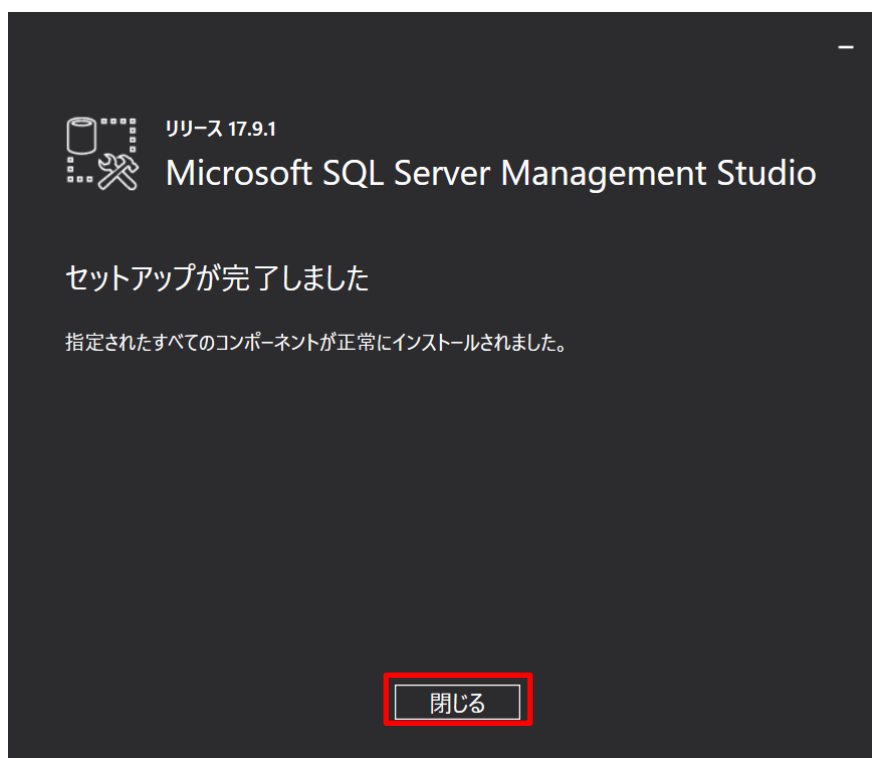 リリース 17.9.1
Microsoft SQL Server Management Studio
セットアップが完了しました
指定されたすべてのコンポーネントが正常にインストールされました。
閉じる